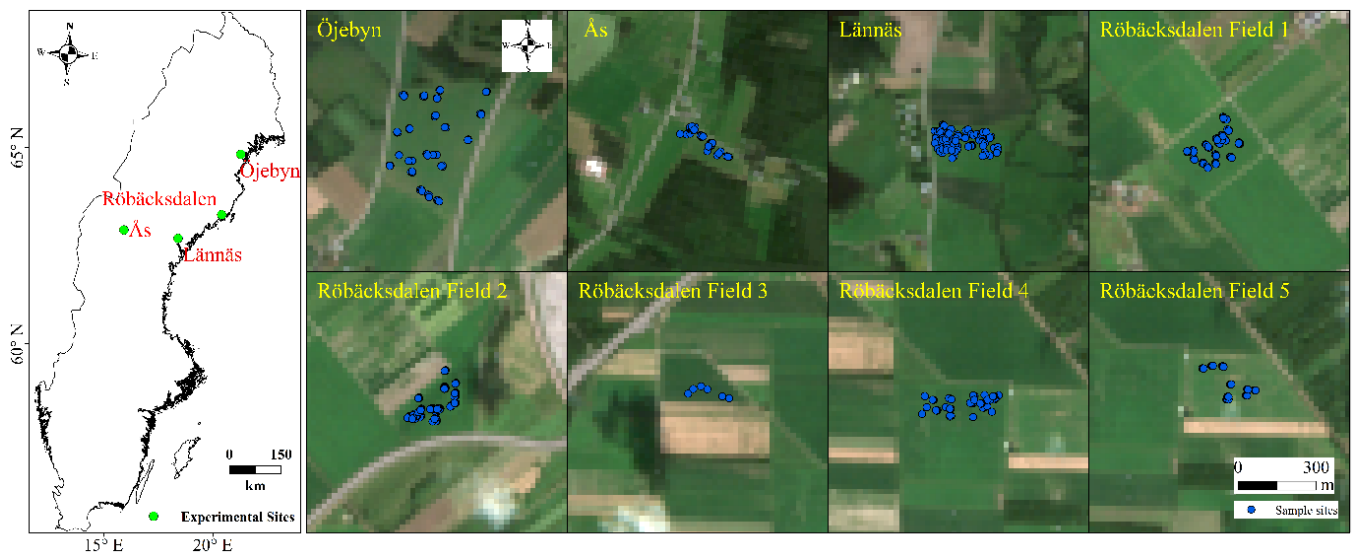 N
W E
S
65° N
60° N
Öjebyn
Röbäcksdalen
Ås
Lännäs
0 150
km
Experimental Sites
15° E 20° E
Öjebyn
N
W E
S
Ås
Lännäs
Röbäcksdalen Field 1
Röbäcksdalen Field 2
Röbäcksdalen Field 3
Röbäcksdalen Field 4
Röbäcksdalen Field 5
0 300
m
Sample sites